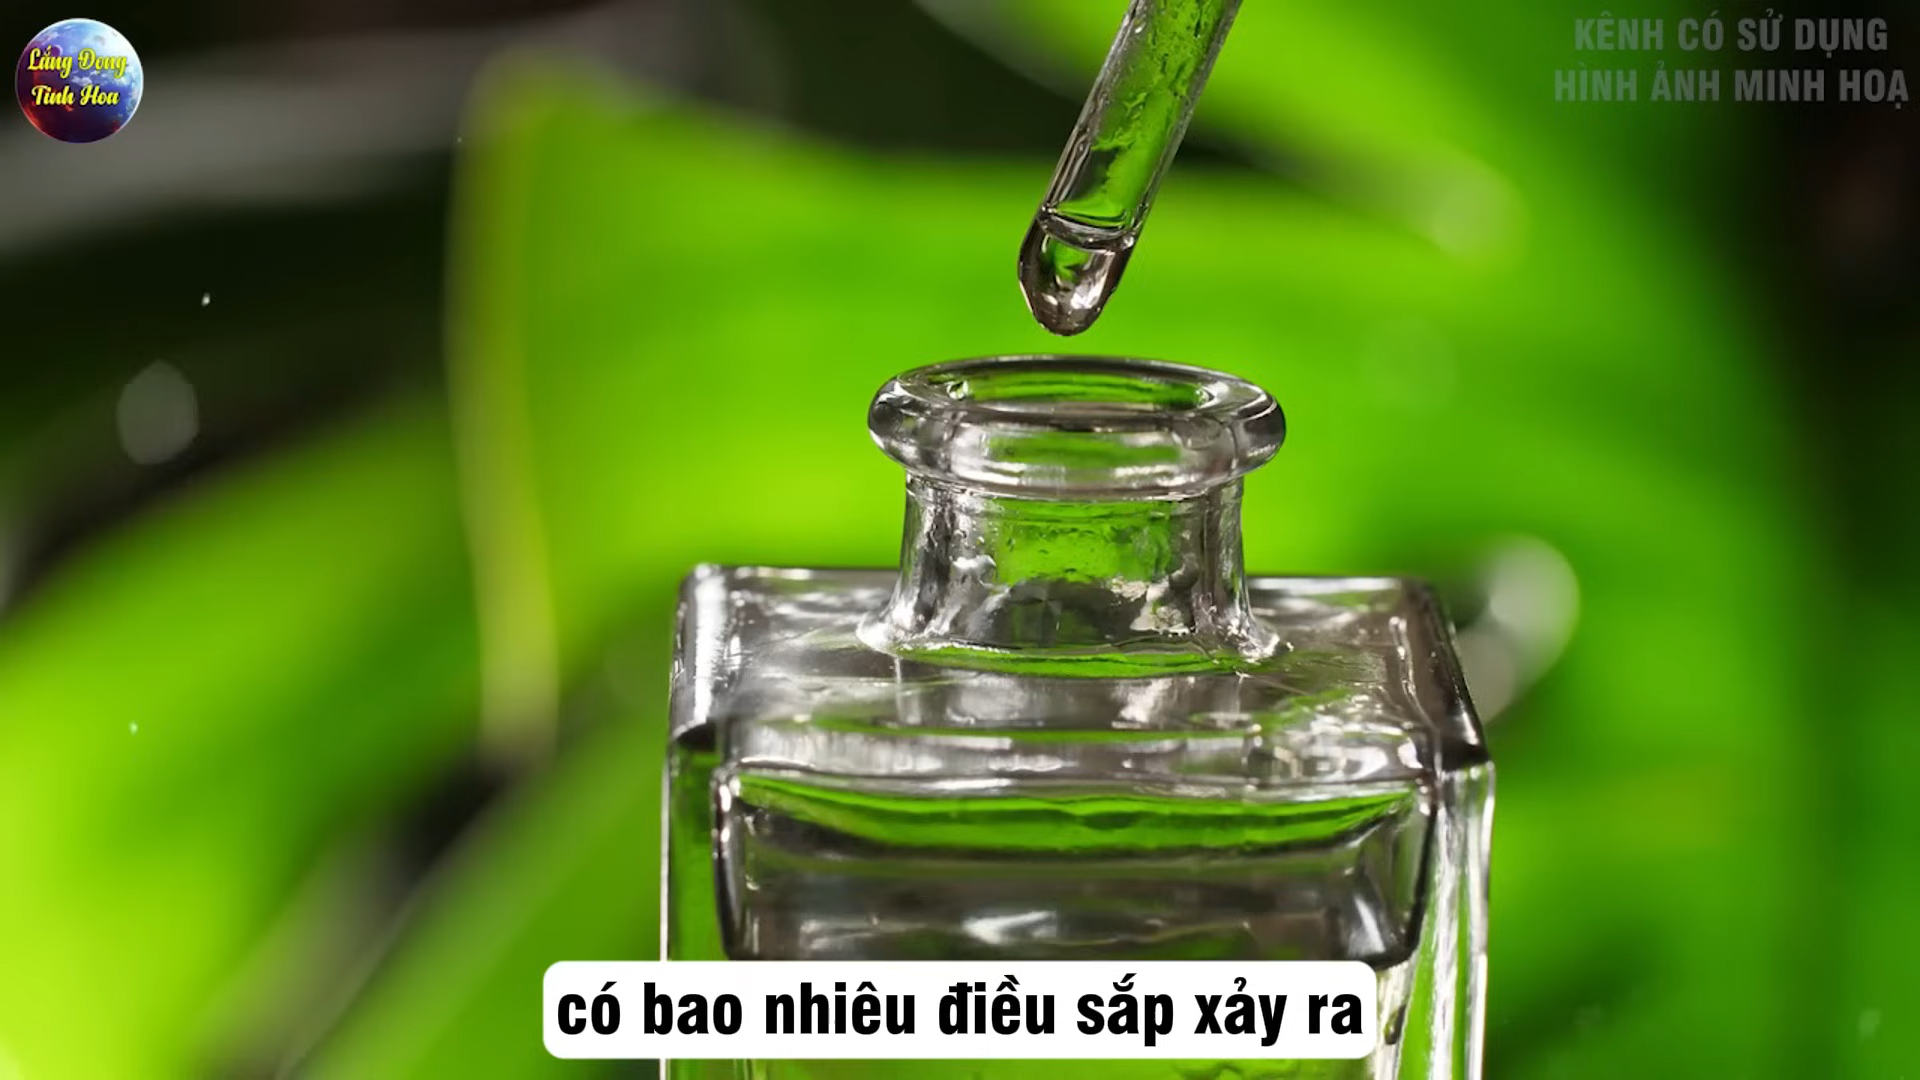 Lắng Đọng
Tinh Hoa
KÊNH CÓ SỬ DỤNG
HÌNH ẢNH MINH HOẠ
có bao nhiêu điều sắp xảy ra